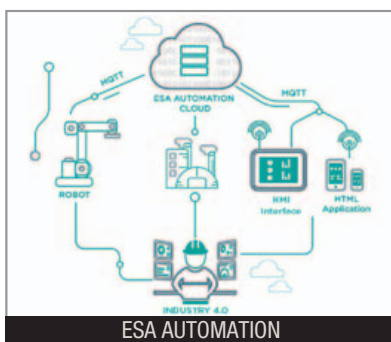 MQTT
MQTT
ESA AUTOMATION
CLOUD
ROBOT
HMI
Interface
HTML
Application
INDUSTRY 4.0
ESA AUTOMATION